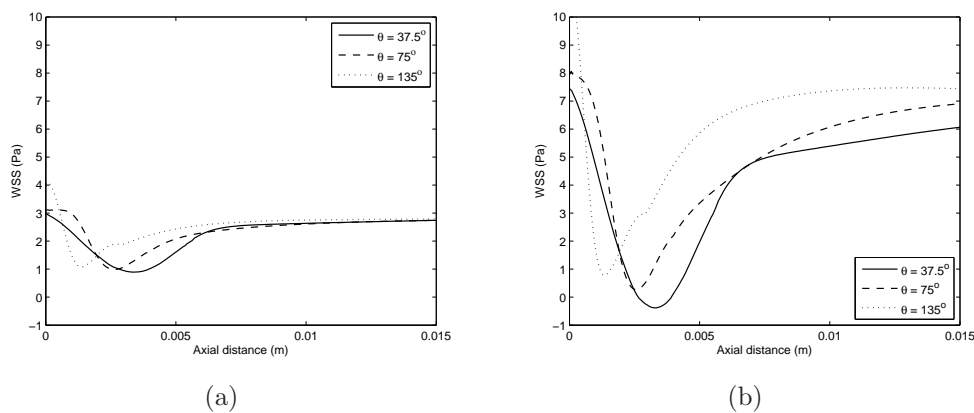 10
9
8
7
6
5
4
3
2
1
0
−1
WSS (Pa)
0
0.005
0.01
0.015
Axial distance (m)
θ = 37.5°
θ = 75°
θ = 135°
(a)
10
9
8
7
6
5
4
3
2
1
0
−1
WSS (Pa)
0
0.005
0.01
0.015
Axial distance (m)
θ = 37.5°
θ = 75°
θ = 135°
(b)